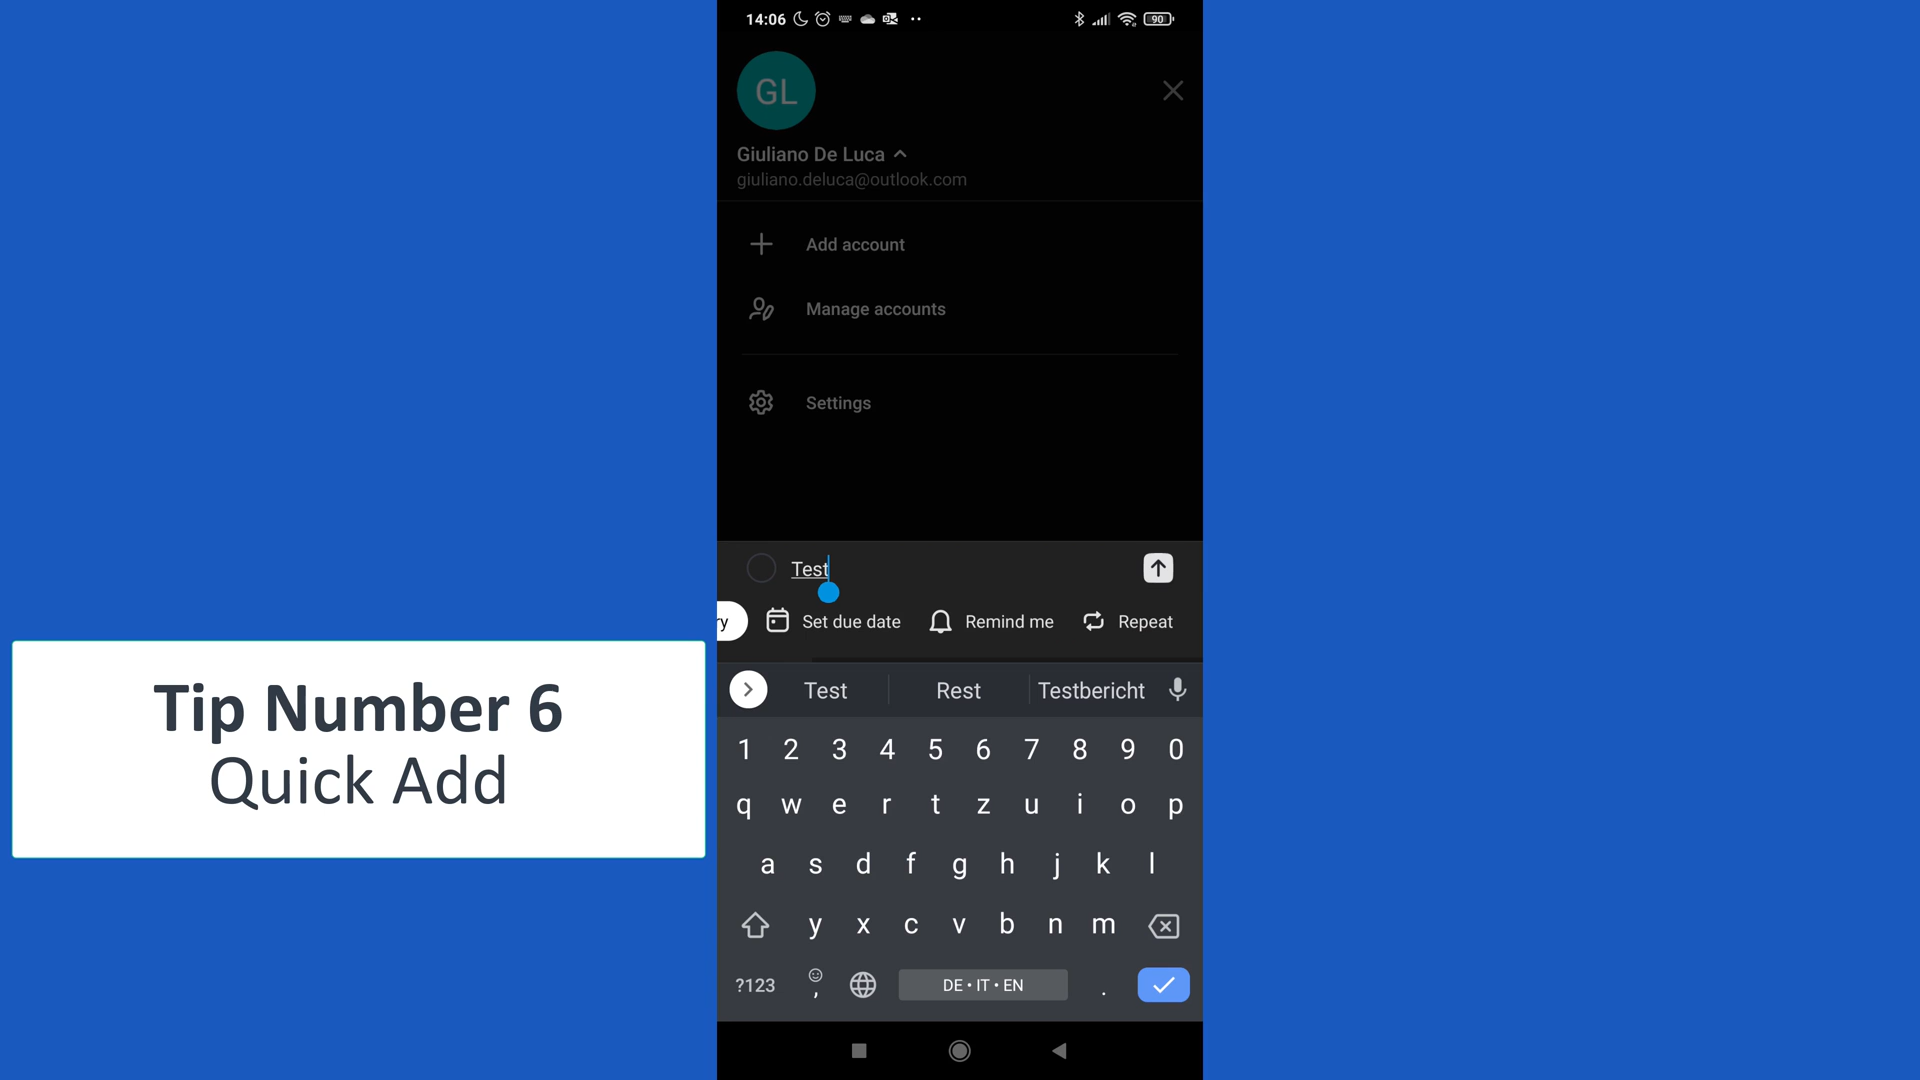 14:06
90
GL
Giuliano De Luca
giuliano.deluca@outlook.com
Add account
Manage accounts
Settings
Test
ry
Set due date
Remind me
Repeat
Tip Number 6
Quick Add
Test
Rest
Testbericht
1 2 3 4 5 6 7 8 9 0
q w e r t z u i o p
a s d f g h j k l
y x c v b n m
?123 , DE • IT • EN .